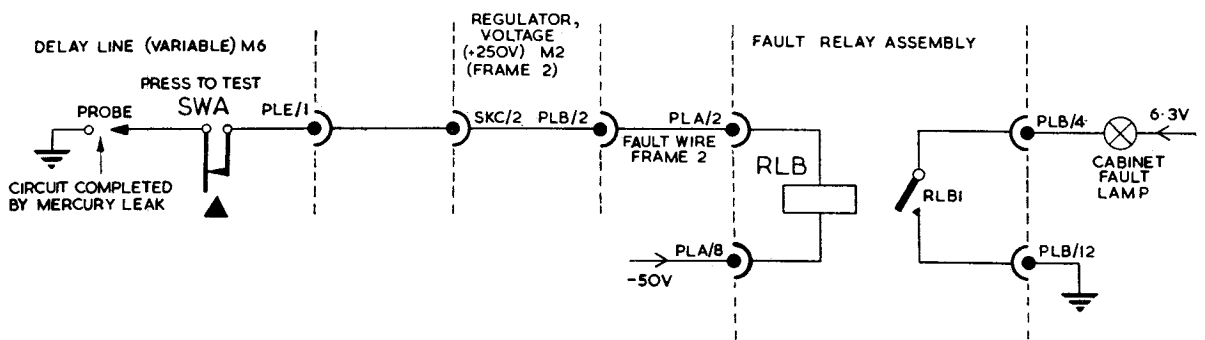 DELAY LINE (VARIABLE) M6
REGULATOR,
VOLTAGE
(+250V) M2
(FRAME 2)
FAULT RELAY ASSEMBLY
PRESS TO TEST
SWA
PROBE
PLE/1
SKC/2
PLB/2
PLA/2
FAULT WIRE
FRAME 2
CIRCUIT COMPLETED
BY MERCURY LEAK
RLB
RLB1
PLB/4
6·3V
CABINET
FAULT
LAMP
PLA/8
-50V
PLB/12